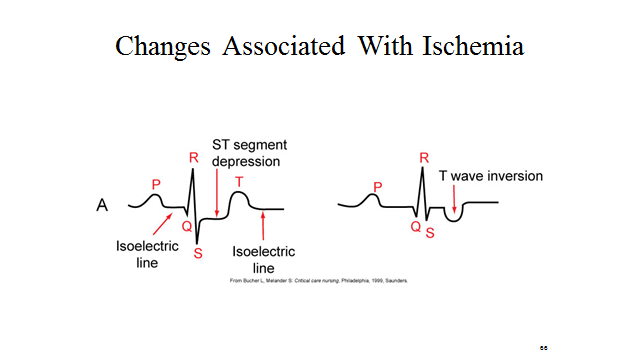 Changes Associated With Ischemia
ST segment
depression
R
P
T
A
Q
S
Isoelectric
line
Isoelectric
line
R
T wave inversion
P
Q
S
From Bucher L, Melander S: Critical care nursing, Philadelphia, 1999, Saunders.
66